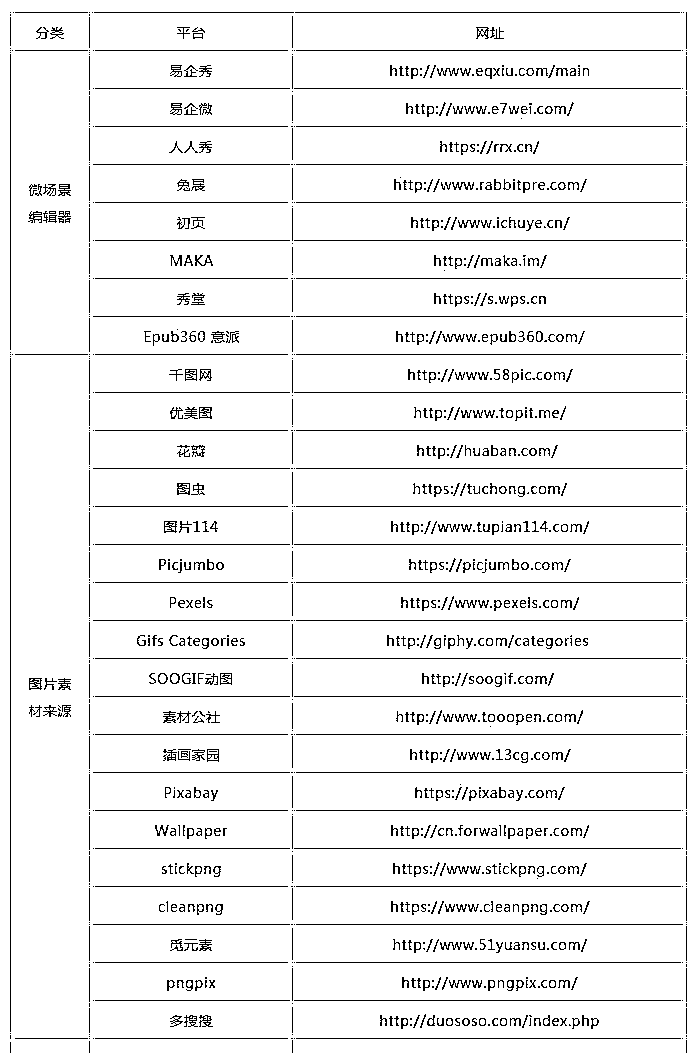 分类 平台 网址
微场景
编辑器
易企秀 http://www.eqxiu.com/main
易企微 http://www.e7wei.com/
人人秀 https://rrx.cn/
兔展 http://www.rabbitpre.com/
初页 http://www.ichuye.cn/
MAKA http://maka.im/
秀堂 https://s.wps.cn
Epub360 意派 http://www.epub360.com/
图片素
材来源
千图网 http://www.58pic.com/
优美图 http://www.topit.me/
花瓣 http://huaban.com/
图虫 https://tuchong.com/
图片114 http://www.tupian114.com/
Picjumbo https://picjumbo.com/
Pexels https://www.pexels.com/
Gifs Categories http://giphy.com/categories
SOOGIF动图 http://soogif.com/
素材公社 http://www.tooopen.com/
插画家园 http://www.13cg.com/
Pixabay https://pixabay.com/
Wallpaper http://cn.forwallpaper.com/
stickpng https://www.stickpng.com/
cleanpng https://www.cleanpng.com/
觅元素 http://www.51yuansu.com/
pngpix http://www.pngpix.com/
多搜搜 http://duososo.com/index.php